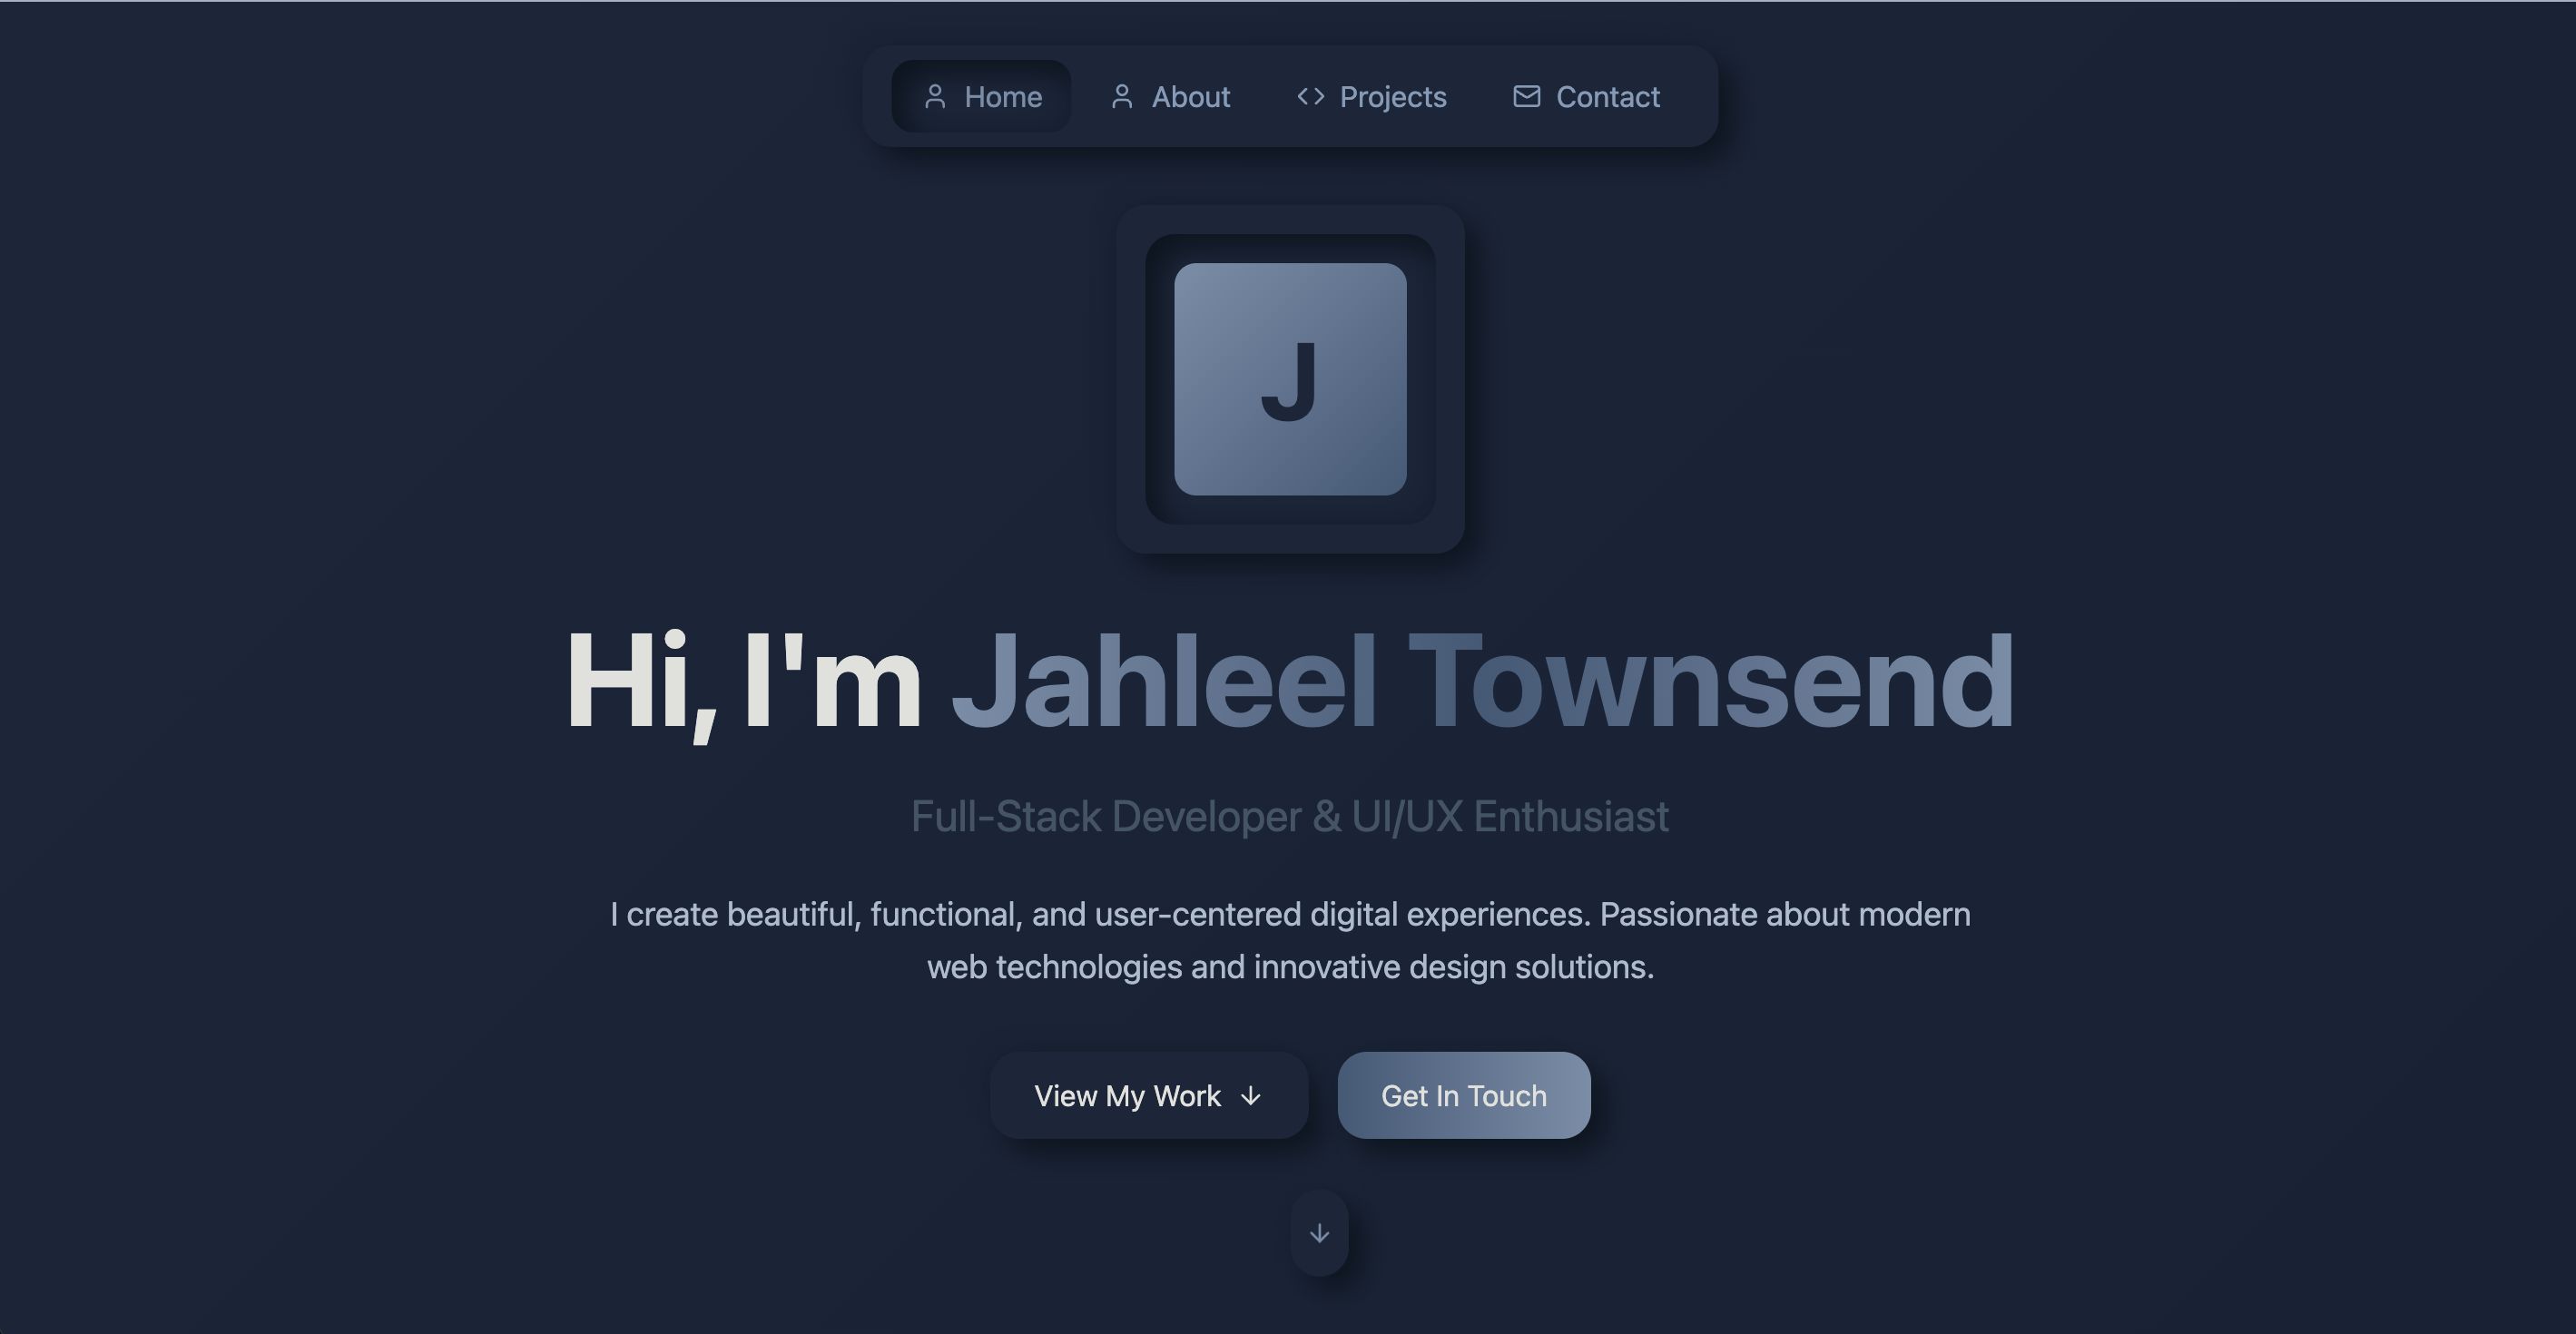 Home
About
Projects
Contact
J
Hi, I'm Jahleel Townsend
Full-Stack Developer & UI/UX Enthusiast
I create beautiful, functional, and user-centered digital experiences. Passionate about modern
web technologies and innovative design solutions.
View My Work
Get In Touch